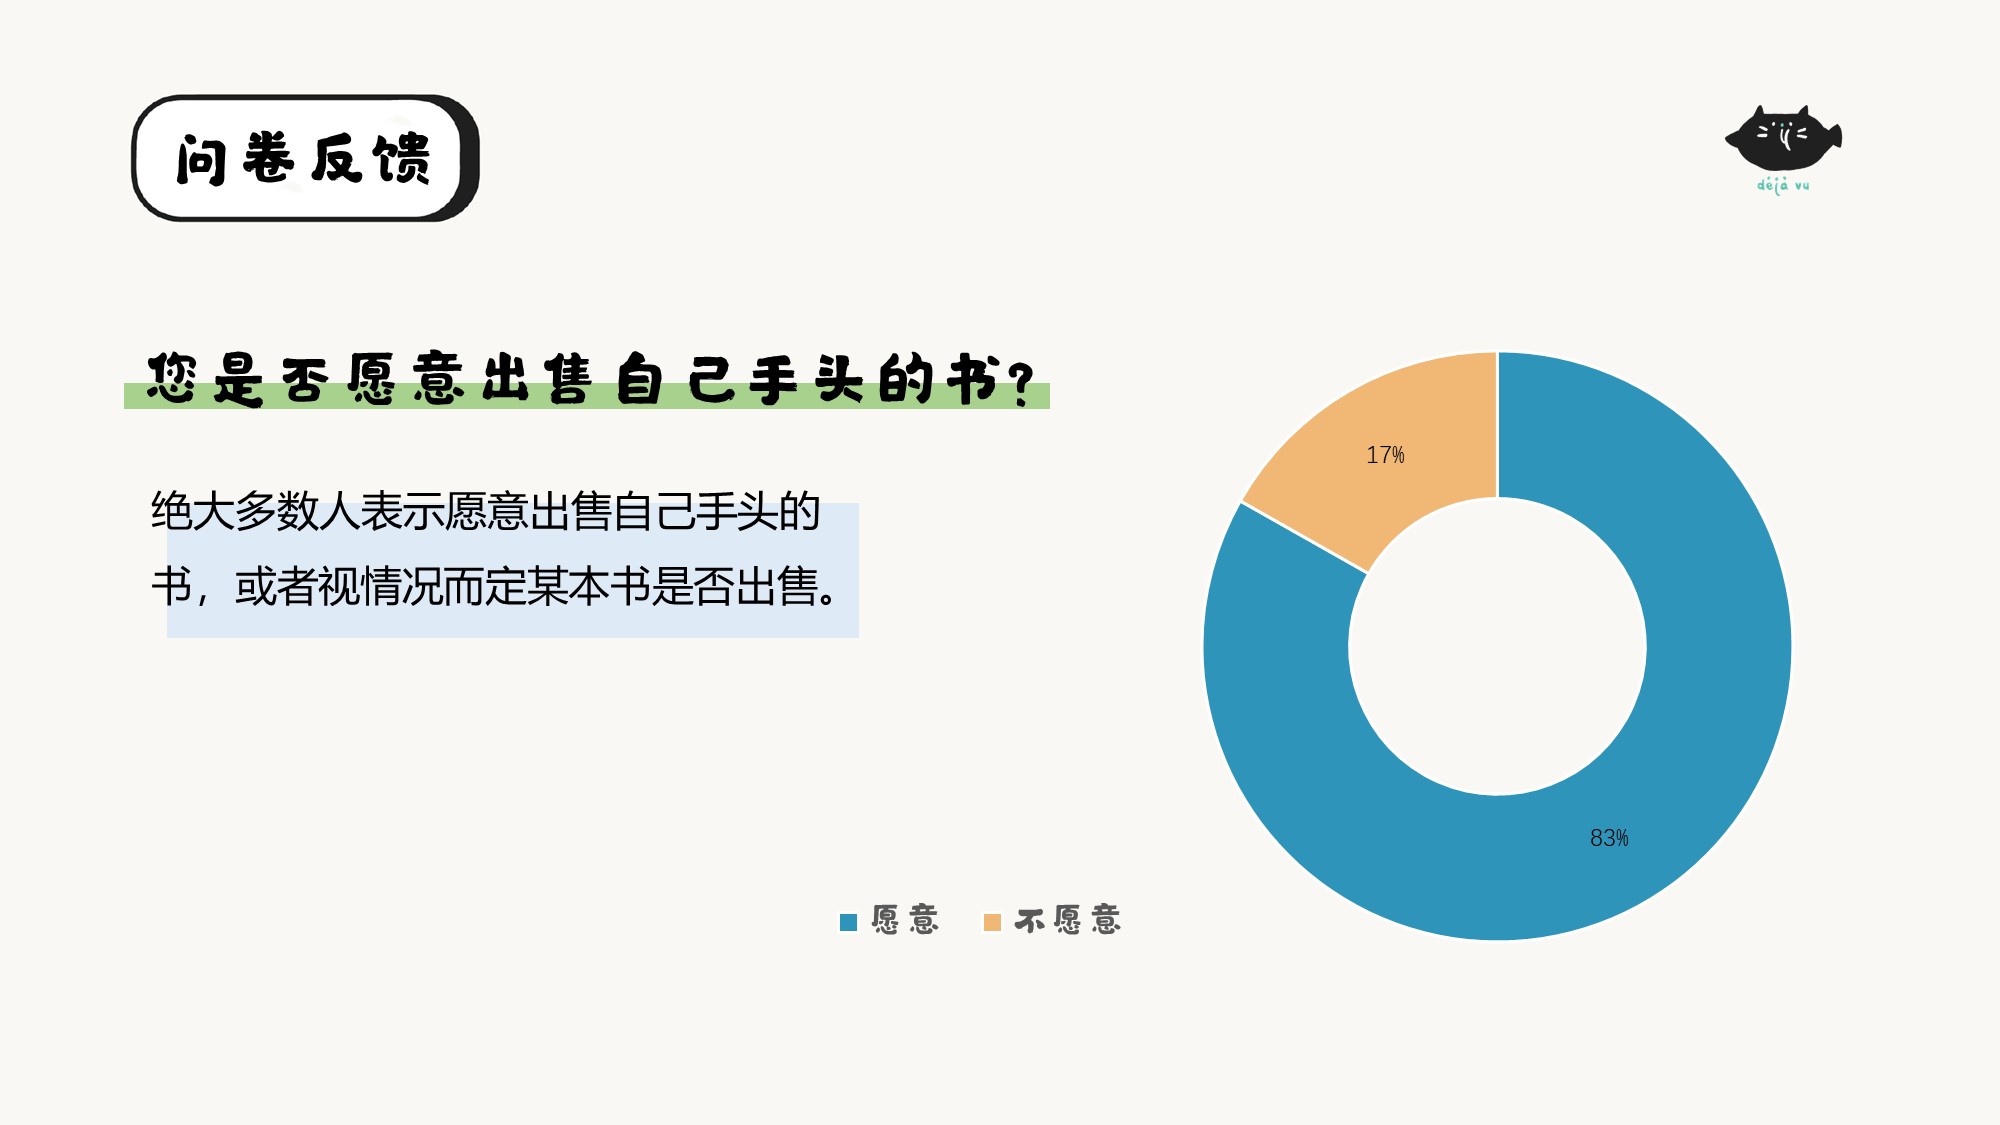 问卷反馈
déjà vu
您是否愿意出售自己手头的书?
绝大多数人表示愿意出售自己手头的
书，或者视情况而定某本书是否出售。
17%
83%
愿意
不愿意